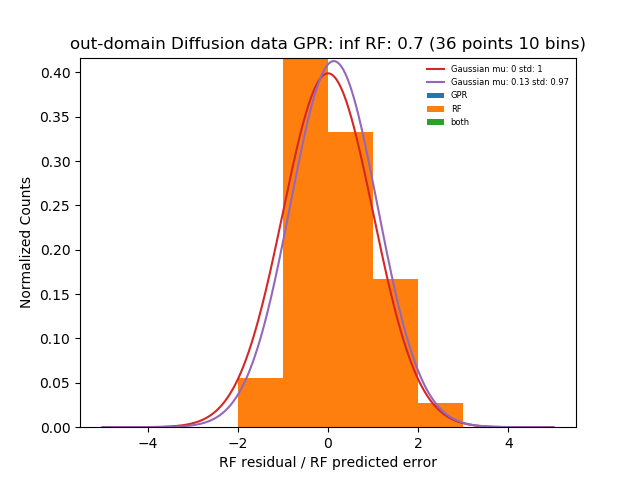 out-domain Diffusion data GPR: inf RF: 0.7 (36 points 10 bins)
Gaussian mu: 0 std: 1
Gaussian mu: 0.13 std: 0.97
GPR
RF
both
Normalized Counts
0.40
0.35
0.30
0.25
0.20
0.15
0.10
0.05
0.00
−4
−2
0
2
4
RF residual / RF predicted error